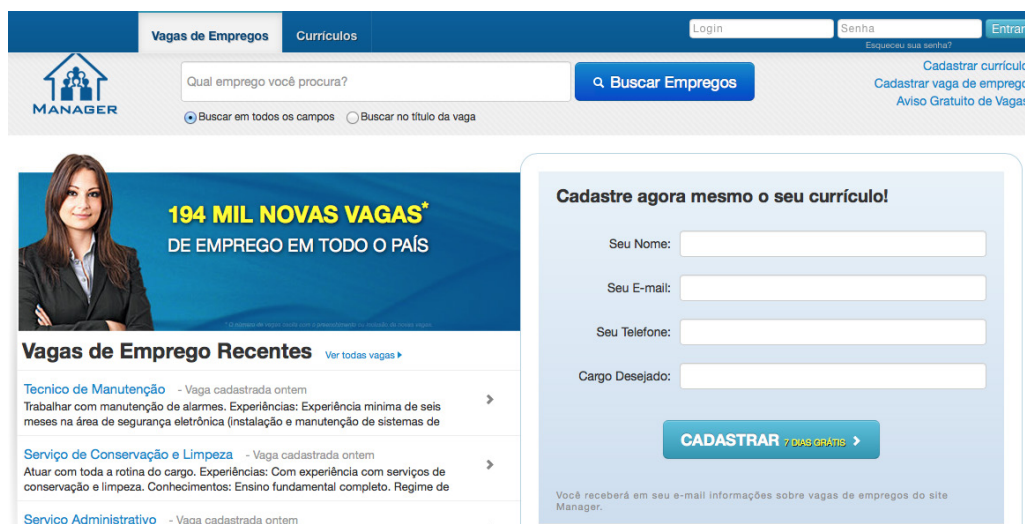 Vagas de Empregos
Currículos
Login
Senha
Entrar
Esqueceu sua senha?
MANAGER
Qual emprego você procura?
Buscar Empregos
Buscar em todos os campos
Buscar no título da vaga
Cadastrar currículo
Cadastrar vaga de emprego
Aviso Gratuito de Vagas
194 MIL NOVAS VAGAS*
DE EMPREGO EM TODO O PAÍS
Vagas de Emprego Recentes
Ver todas vagas
Tecnico de Manutenção - Vaga cadastrada ontem
Trabalhar com manutenção de alarmes. Experiências: Experiência minima de seis
meses na área de segurança eletrônica (instalação e manutenção de sistemas de
Serviço de Conservação e Limpeza - Vaga cadastrada ontem
Atuar com toda a rotina do cargo. Experiências: Com experiência com serviços de
conservação e limpeza. Conhecimentos: Ensino fundamental completo. Regime de
Serviço Administrativo - Vaga cadastrada ontem
Cadastre agora mesmo o seu currículo!
Seu Nome:
Seu E-mail:
Seu Telefone:
Cargo Desejado:
CADASTRAR 7 DIAS GRÁTIS
Você receberá em seu e-mail informações sobre vagas de empregos do site
Manager.